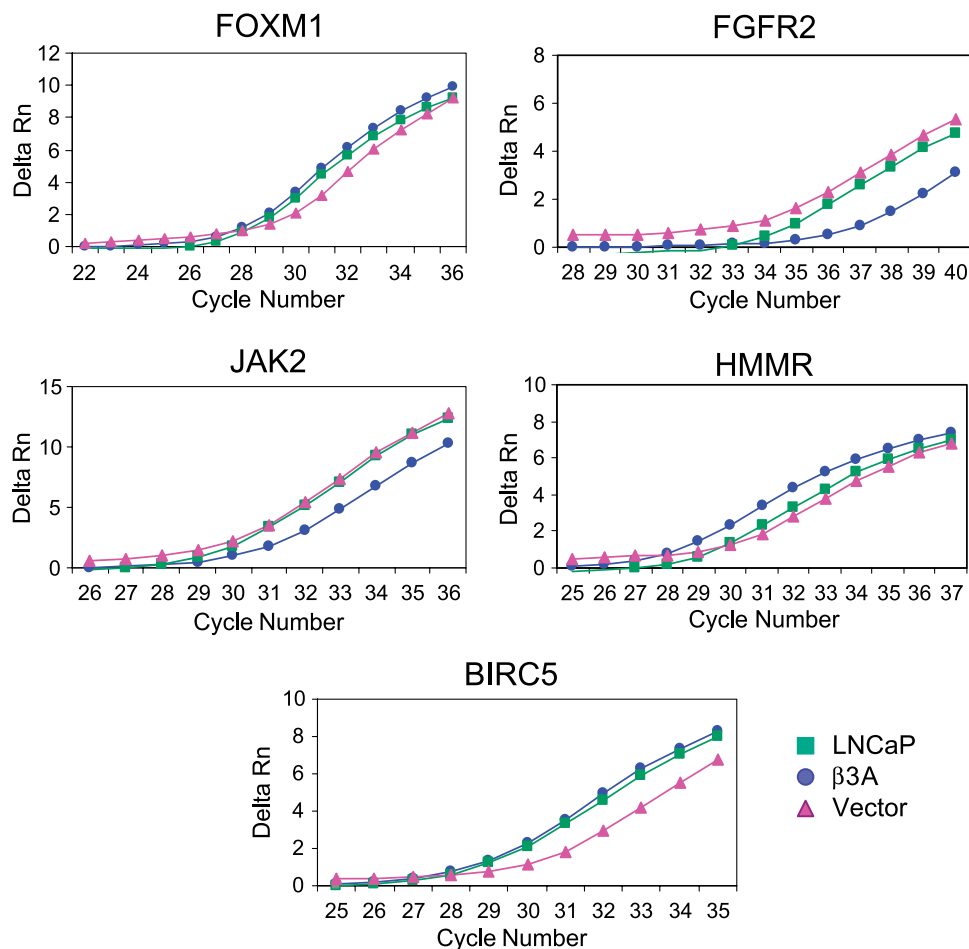 FOXM1
12
10
8
6
4
2
0
Delta Rn
22 24 26 28 30 32 34 36
Cycle Number
FGFR2
8
6
4
2
0
Delta Rn
28 29 30 31 32 33 34 35 36 37 38 39 40
Cycle Number
JAK2
15
10
5
0
Delta Rn
26 27 28 29 30 31 32 33 34 35 36
Cycle Number
HMMR
10
8
6
4
2
0
Delta Rn
25 26 27 28 29 30 31 32 33 34 35 36 37
Cycle Number
BIRC5
10
8
6
4
2
0
Delta Rn
25 26 27 28 29 30 31 32 33 34 35
Cycle Number
LNCaP
β3A
Vector